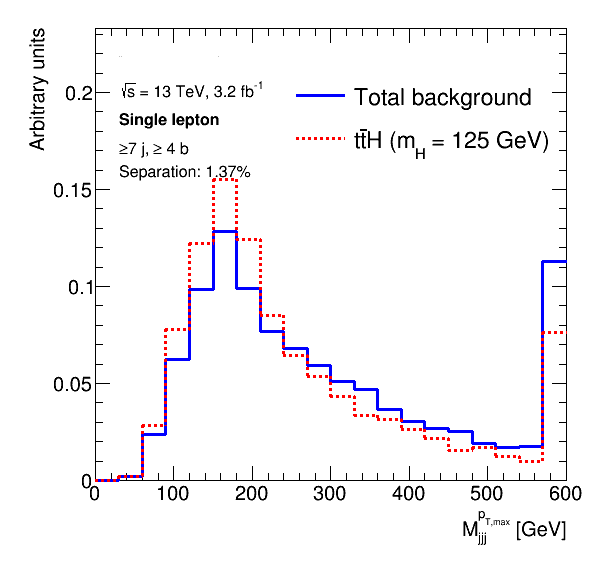 Arbitrary units
√s = 13 TeV, 3.2 fb⁻¹
Single lepton
≥7 j, ≥ 4 b
Separation: 1.37%
Total background
tt̄H (m_H = 125 GeV)
0.2
0.15
0.1
0.05
0
0 100 200 300 400 500 600
M_jjj^p_T,max [GeV]